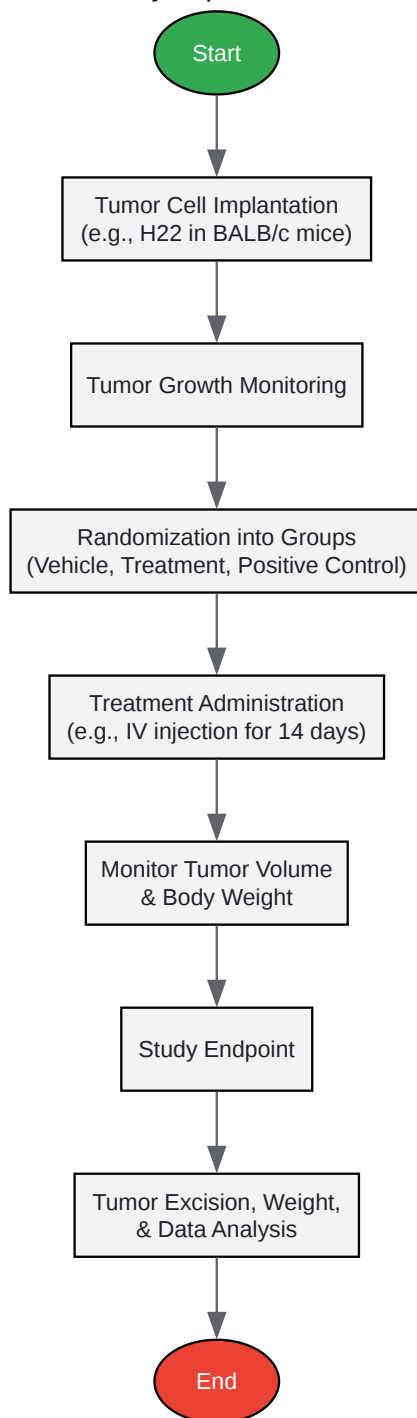 Start
Tumor Cell Implantation
(e.g., H22 in BALB/c mice)
Tumor Growth Monitoring
Randomization into Groups
(Vehicle, Treatment, Positive Control)
Treatment Administration
(e.g., IV injection for 14 days)
Monitor Tumor Volume
& Body Weight
Study Endpoint
Tumor Excision, Weight,
& Data Analysis
End